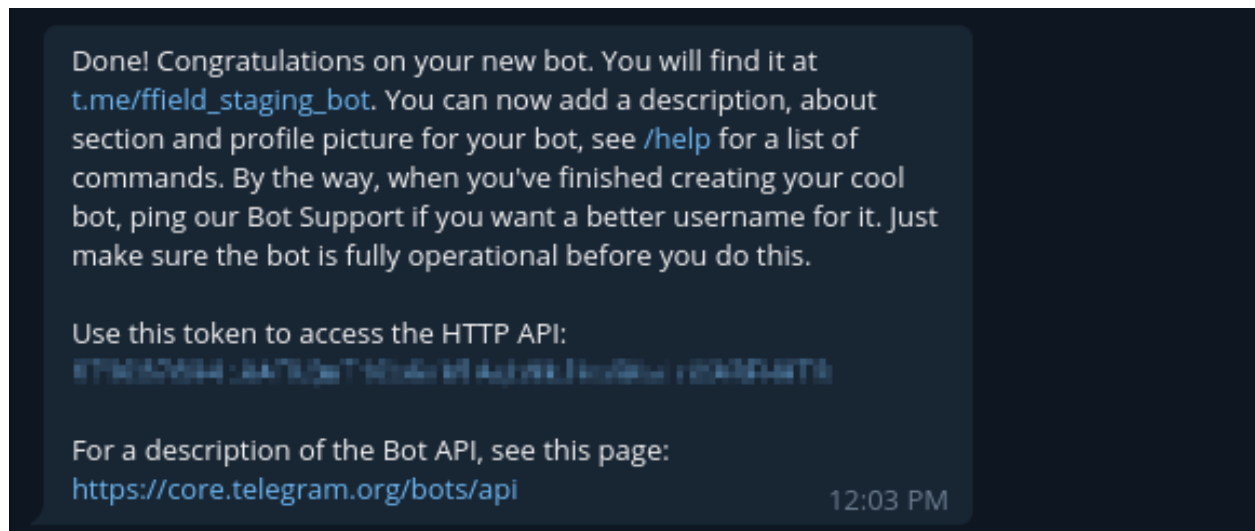 Done! Congratulations on your new bot. You will find it at
t.me/ffield_staging_bot. You can now add a description, about
section and profile picture for your bot, see /help for a list of
commands. By the way, when you've finished creating your cool
bot, ping our Bot Support if you want a better username for it. Just
make sure the bot is fully operational before you do this.
Use this token to access the HTTP API:
For a description of the Bot API, see this page:
https://core.telegram.org/bots/api
12:03 PM